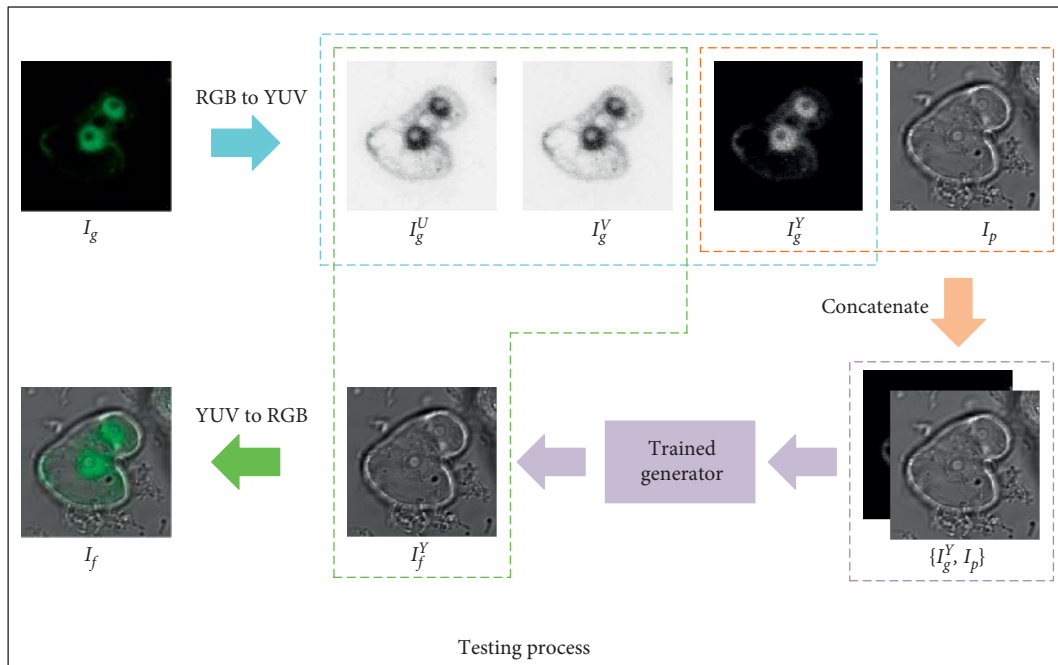 RGB to YUV
I_g
I_g^U
I_g^V
I_g^Y
I_p
Concatenate
YUV to RGB
Trained
generator
I_f
I_f^Y
{I_g^Y, I_p}
Testing process